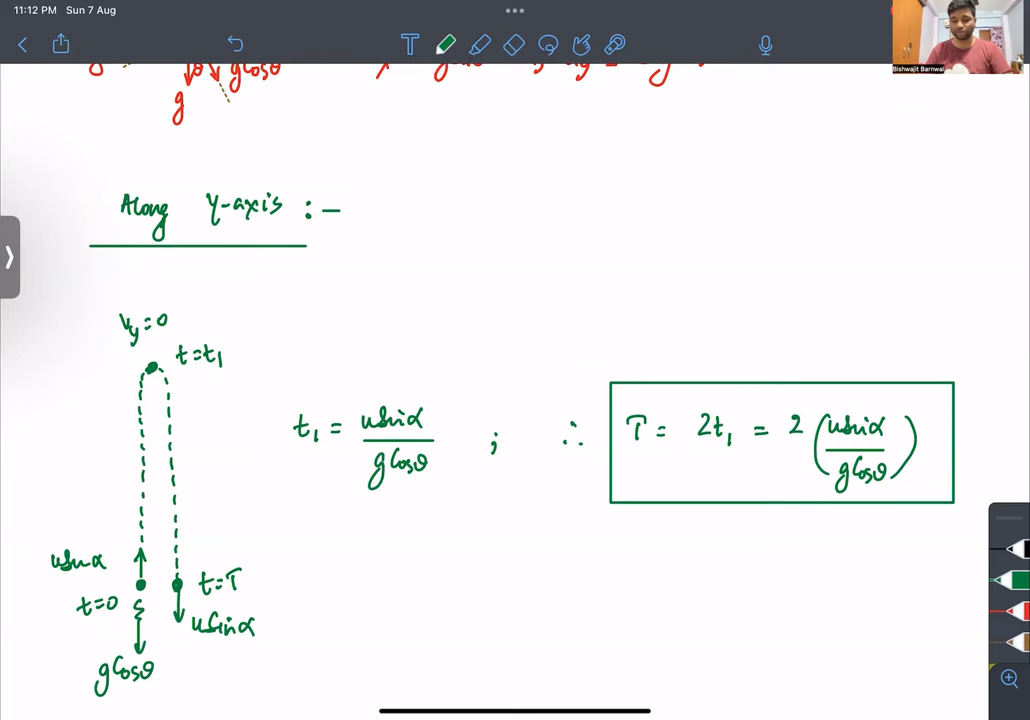 11:12 PM Sun 7 Aug
Bishwajit Barnwal
θ gcosθ
g
Along Y-axis :-
Vy=0
t=t₁
t₁ = usinα / gcosθ ; ∴ T = 2t₁ = 2 (usinα / gcosθ)
usinα
t=0
t=T
usinα
gcosθ